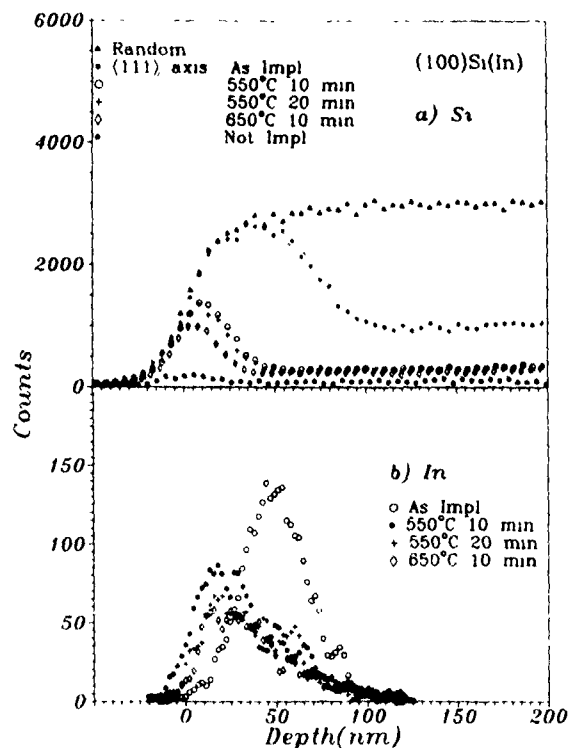 6000
4000
2000
0
Random
⟨111⟩ axis As Impl
550°C 10 min
550°C 20 min
650°C 10 min
Not Impl
(100)Si(In)
a) Si
Counts
150
100
50
0
b) In
As Impl
550°C 10 min
550°C 20 min
650°C 10 min
0 50 100 150 200
Depth(nm)